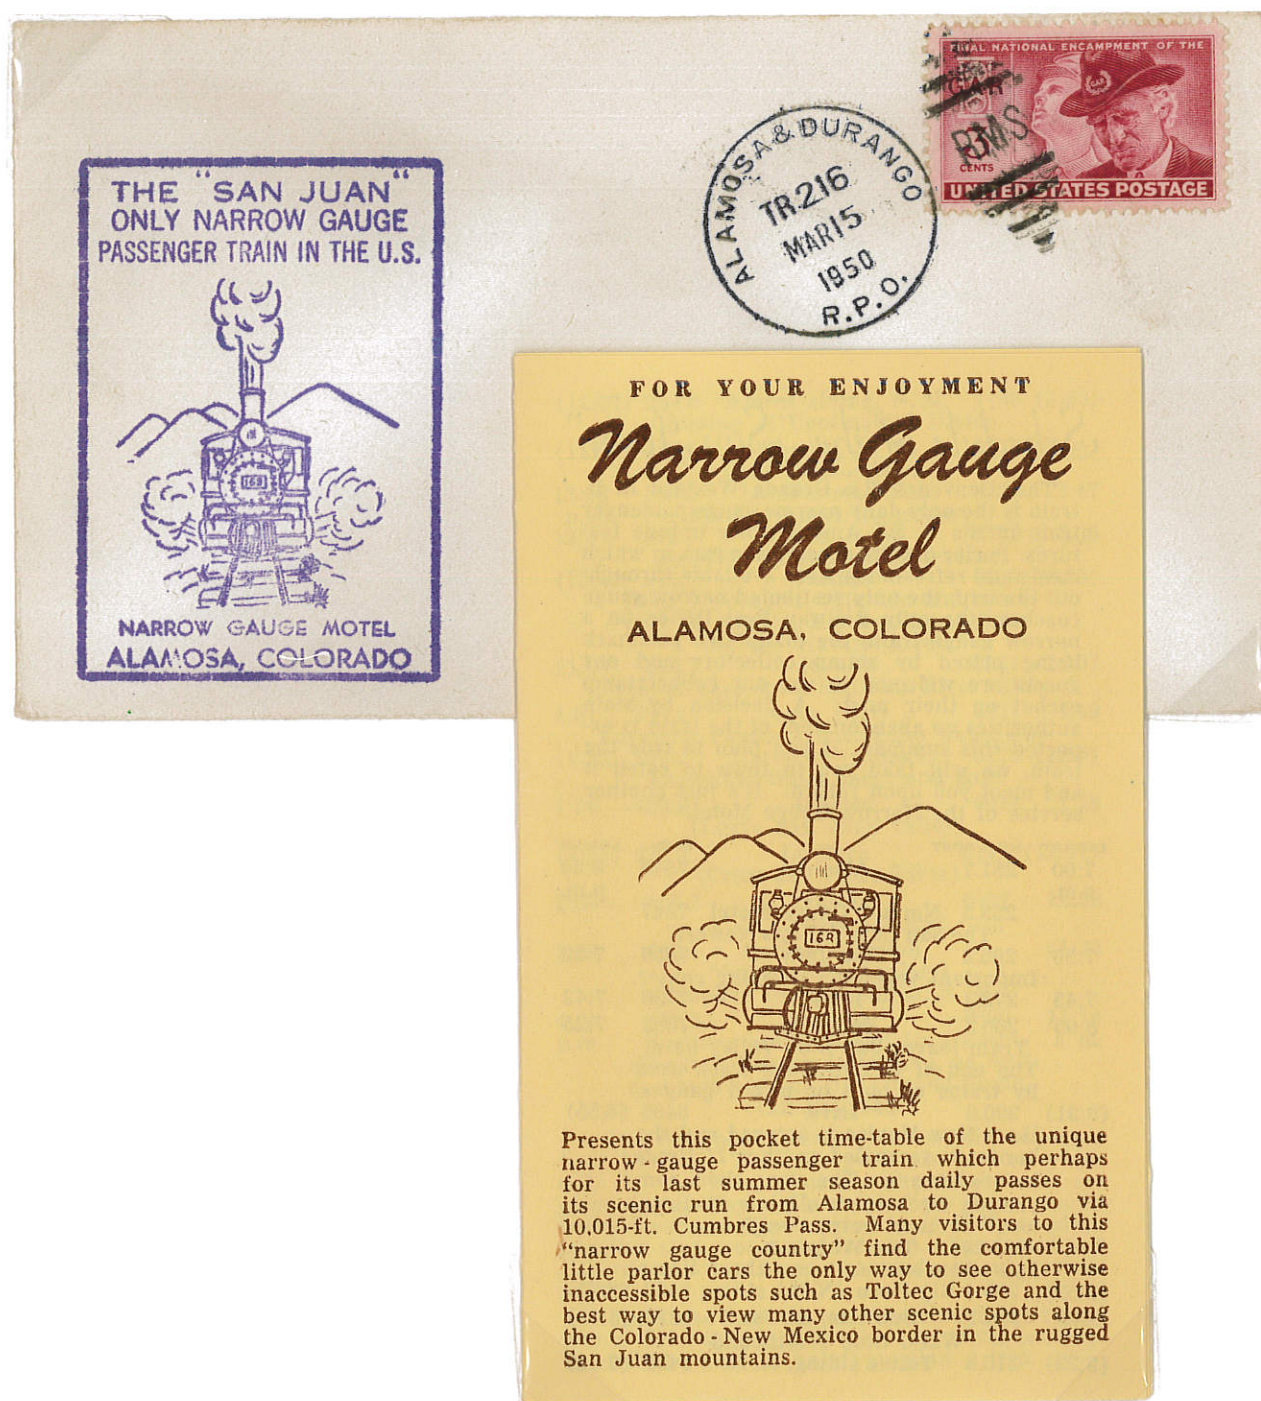 THE "SAN JUAN"
ONLY NARROW GAUGE
PASSENGER TRAIN IN THE U.S.
168
NARROW GAUGE MOTEL
ALAMOSA, COLORADO
ALAMOSA & DURANGO
TR.216
MAR 15
1950
R.P.O.
NATIONAL ENCAMPMENT OF THE
GAR
3
CENTS
RMS
UNITED STATES POSTAGE
FOR YOUR ENJOYMENT
Narrow Gauge
Motel
ALAMOSA, COLORADO
168
Presents this pocket time-table of the unique
narrow-gauge passenger train which perhaps
for its last summer season daily passes on
its scenic run from Alamosa to Durango via
10,015-ft. Cumbres Pass. Many visitors to this
"narrow gauge country" find the comfortable
little parlor cars the only way to see otherwise
inaccessible spots such as Toltec Gorge and the
best way to view many other scenic spots along
the Colorado-New Mexico border in the rugged
San Juan mountains.